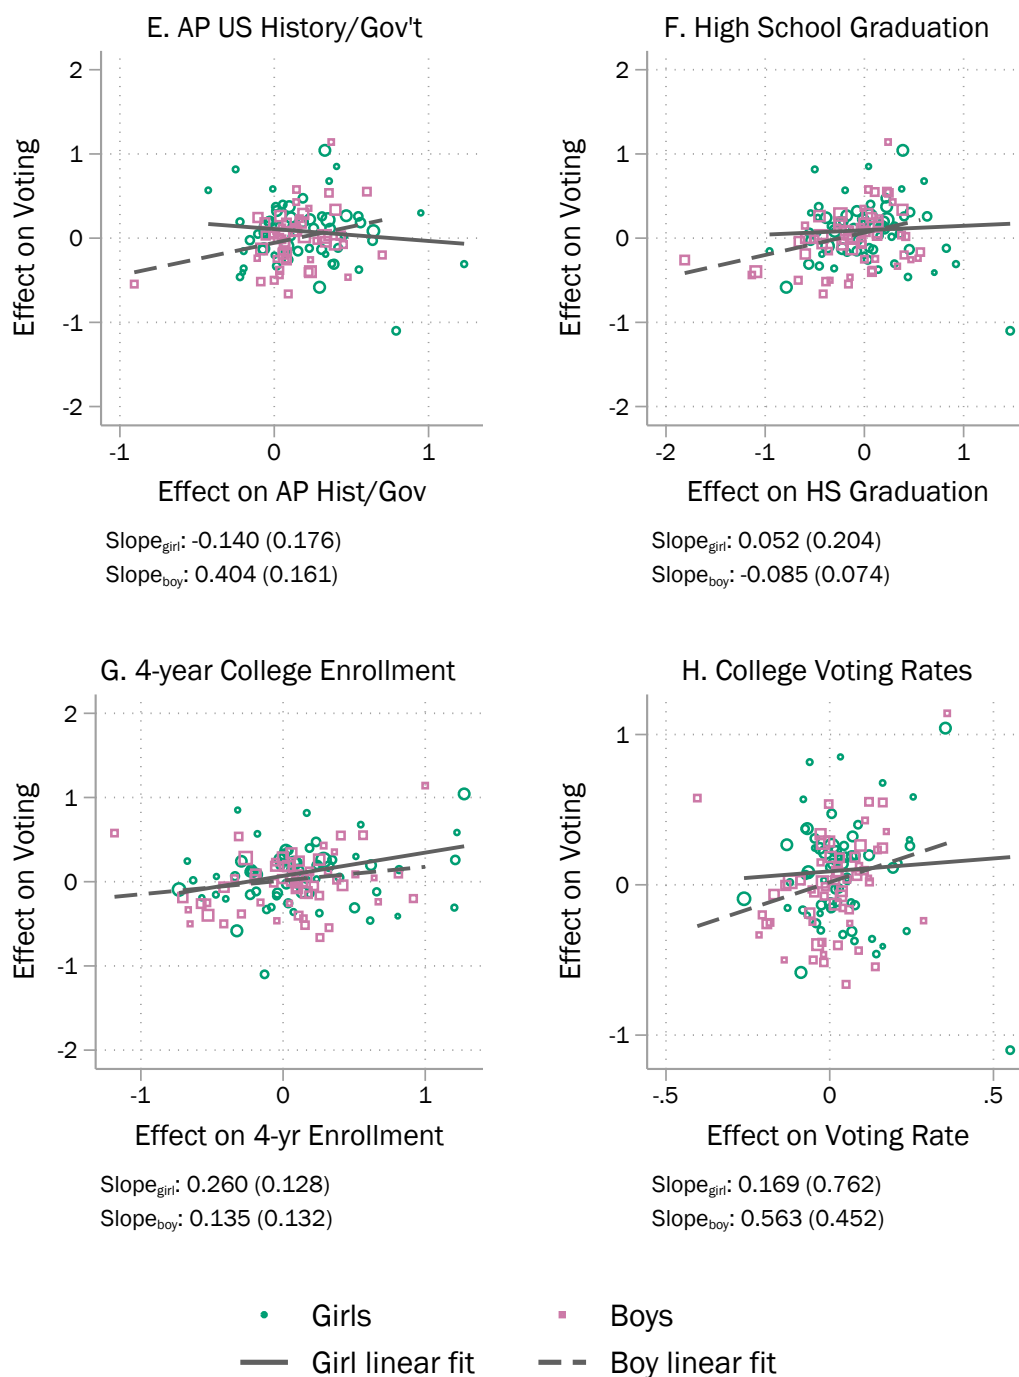 E. AP US History/Gov't
F. High School Graduation
Effect on Voting
2
1
0
-1
-2
-1
0
1
Effect on AP Hist/Gov
Slopegirl: -0.140 (0.176)
Slopeboy: 0.404 (0.161)
Effect on Voting
2
1
0
-1
-2
-2
-1
0
1
Effect on HS Graduation
Slopegirl: 0.052 (0.204)
Slopeboy: -0.085 (0.074)
G. 4-year College Enrollment
H. College Voting Rates
Effect on Voting
2
1
0
-1
-2
-1
0
1
Effect on 4-yr Enrollment
Slopegirl: 0.260 (0.128)
Slopeboy: 0.135 (0.132)
Effect on Voting
1
0
-1
-.5
0
.5
Effect on Voting Rate
Slopegirl: 0.169 (0.762)
Slopeboy: 0.563 (0.452)
Girls
Boys
Girl linear fit
Boy linear fit